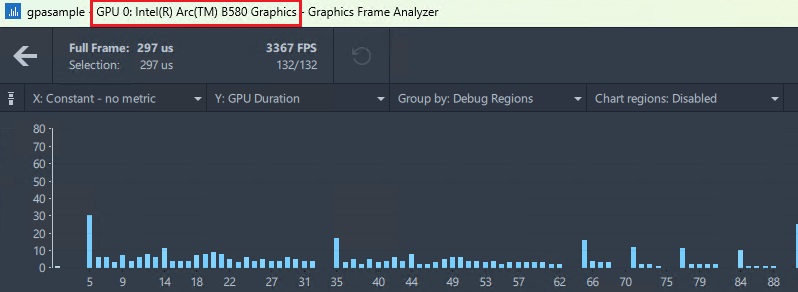 gpasample - GPU 0: Intel(R) Arc(TM) B580 Graphics - Graphics Frame Analyzer
Full Frame: 297 us 3367 FPS
Selection: 297 us 132/132
X: Constant - no metric Y: GPU Duration Group by: Debug Regions Chart regions: Disabled
80
70
60
50
40
30
20
10
0
5 9 14 18 22 27 31 35 40 44 49 53 57 62 66 70 71 77 84 88